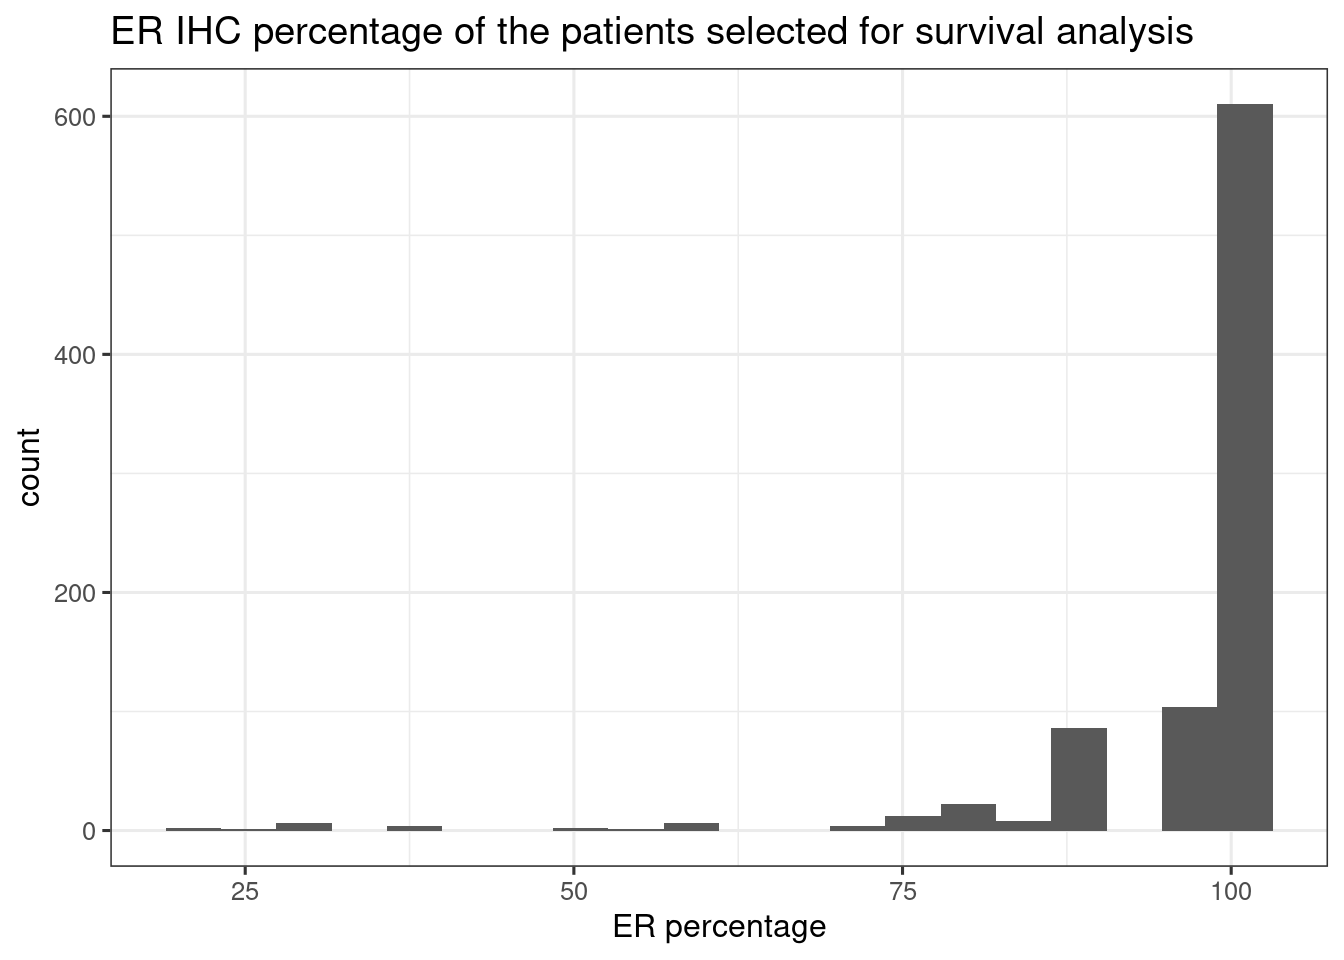 ER IHC percentage of the patients selected for survival analysis
600
400
200
0
count
25 50 75 100
ER percentage